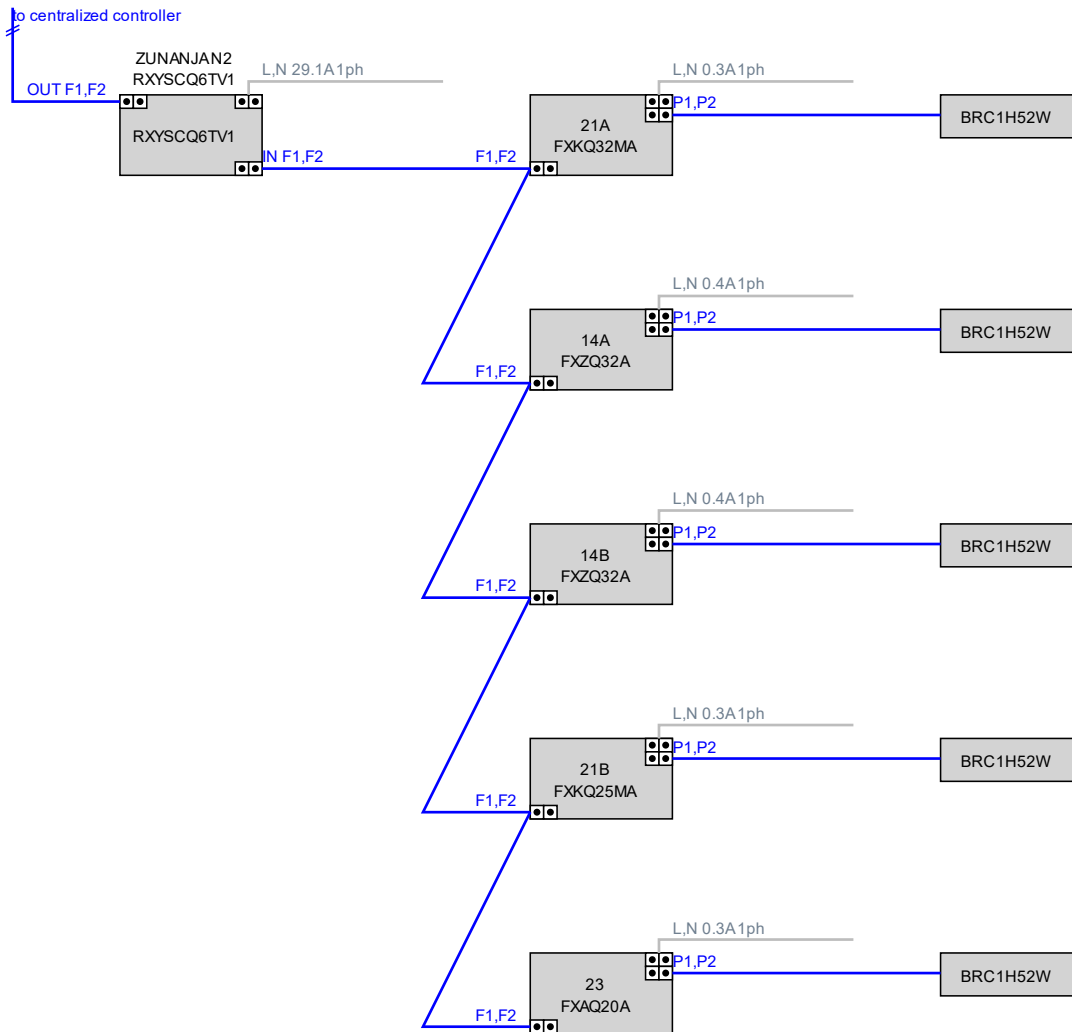 to centralized controller
ZUNANJAN2
RXYSCQ6TV1
L,N 29.1A1ph
L,N 0.3A1ph
OUT F1,F2
P1,P2
RXYSCQ6TV1
21A
FXKQ32MA
BRC1H52W
IN F1,F2
F1,F2
L,N 0.4A1ph
P1,P2
14A
FXZQ32A
BRC1H52W
F1,F2
L,N 0.4A1ph
P1,P2
14B
FXZQ32A
BRC1H52W
F1,F2
L,N 0.3A1ph
P1,P2
21B
FXKQ25MA
BRC1H52W
F1,F2
L,N 0.3A1ph
P1,P2
23
FXAQ20A
BRC1H52W
F1,F2